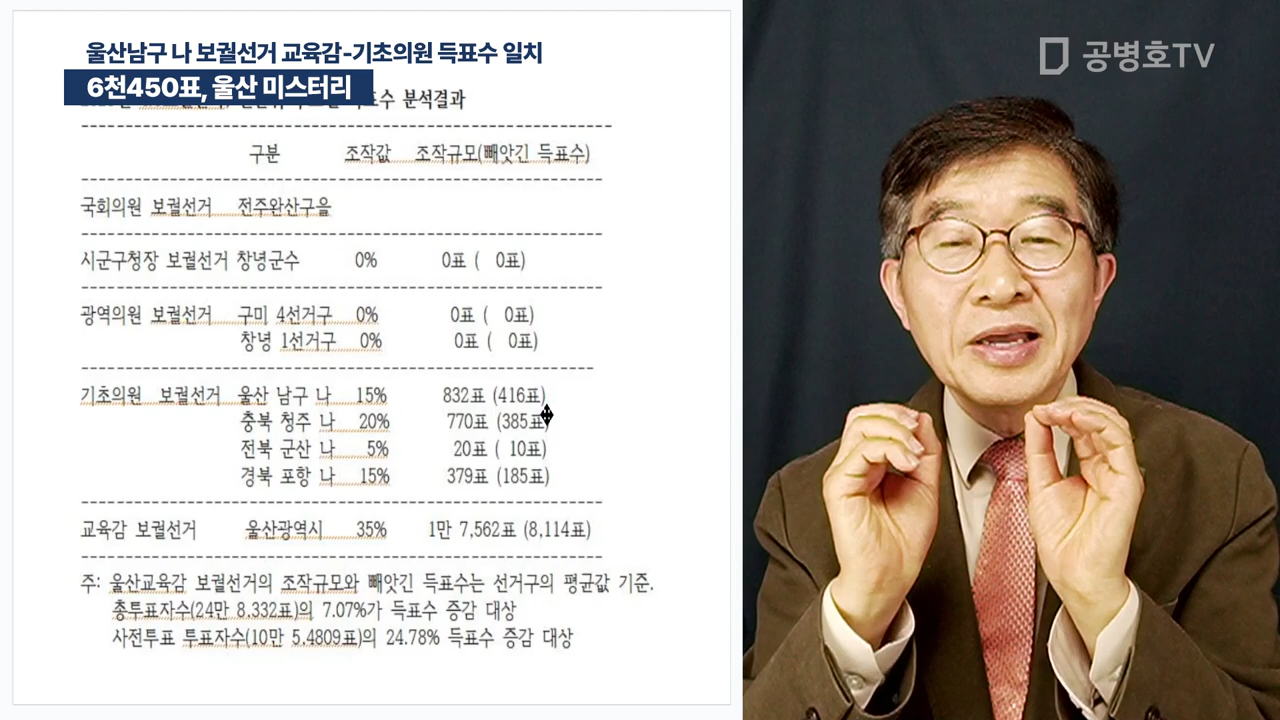 울산남구 나 보궐선거 교육감-기초의원 득표수 일치
6천450표, 울산 미스터리
공병호TV
수 분석결과
구분 조작값 조작규모(빼앗긴 득표수)
국회의원 보궐선거 전주완산구을
시군구청장 보궐선거 창녕군수 0% 0표 ( 0표)
광역의원 보궐선거 구미 4선거구 0% 0표 ( 0표)
창녕 1선거구 0% 0표 ( 0표)
기초의원 보궐선거 울산 남구 나 15% 832표 (416표)
충북 청주 나 20% 770표 (385표
전북 군산 나 5% 20표 ( 10표)
경북 포항 나 15% 379표 (185표)
교육감 보궐선거 울산광역시 35% 1만 7,562표 (8,114표)
주: 울산교육감 보궐선거의 조작규모와 빼앗긴 득표수는 선거구의 평균값 기준.
총투표자수(24만 8.332표)의 7.07%가 득표수 증감 대상
사전투표 투표자수(10만 5.4809표)의 24.78% 득표수 증감 대상